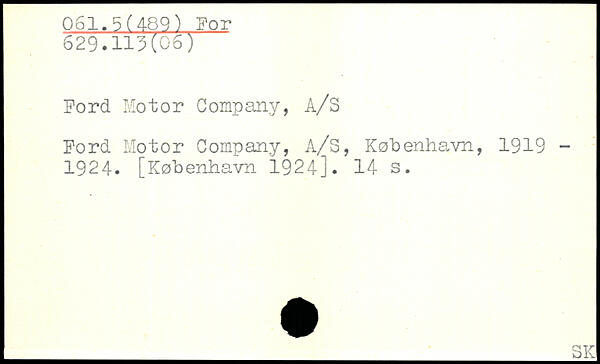 061.5(489) For
629.113(06)
Ford Motor Company, A/S
Ford Motor Company, A/S, København, 1919 -
1924. [København 1924]. 14 s.
SK